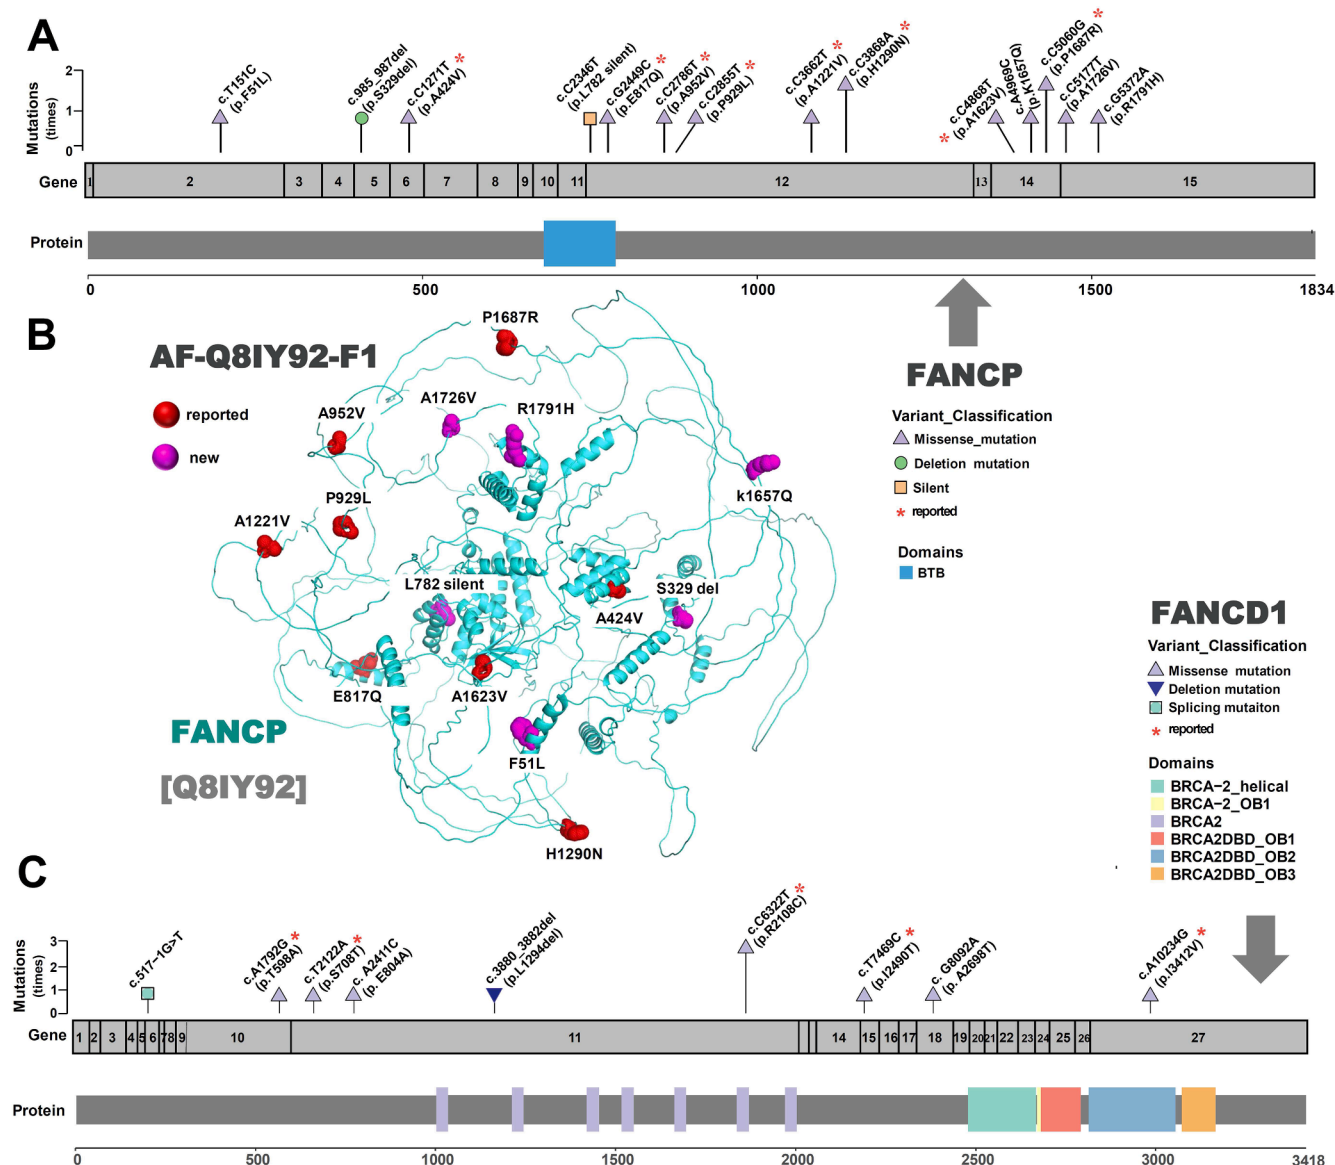 A
Mutations
(times)
2
1
0
c.T151C
(p.F51L)
c.985_987del
(p.S329del)
c.C1271T *
(p.A424V)
c.C2346T
(p.L782 silent)
c.G2449C *
(p.E817Q)
c.C2786T *
(p.A952V)
c.C2855T *
(p.P929L)
c.C3662T *
(p.A1221V)
c.C3868A *
(p.H1290N)
c.C4868T
* (p.A1623V)
c.A4969C
(p.K1657Q)
c.C5060G *
(p.P1687R)
c.C5177T
(p.A1726V)
c.G5372A
(p.R1791H)
Gene 1 2 3 4 5 6 7 8 9 10 11 12 13 14 15
Protein
0 500 1000 1500 1834
B
AF-Q8IY92-F1
reported
new
P1687R
A952V
A1726V
R1791H
k1657Q
P929L
A1221V
L782 silent
S329 del
A424V
E817Q
A1623V
F51L
H1290N
FANCP
[Q8IY92]
FANCP
Variant_Classification
Missense_mutation
Deletion mutation
Silent
* reported
Domains
BTB
FANCD1
Variant_Classification
Missense mutation
Deletion mutation
Splicing mutaiton
* reported
Domains
BRCA-2_helical
BRCA-2_OB1
BRCA2
BRCA2DBD_OB1
BRCA2DBD_OB2
BRCA2DBD_OB3
C
Mutations
(times)
3
2
1
0
c.517-1G>T
c.A1792G *
(p.T598A)
c.T2122A *
(p.S708T)
c. A2411C
(p. E804A)
c.3880_3882del
(p.L1294del)
c.C6322T *
(p.R2108C)
c.T7469C *
(p.I2490T)
c. G8092A
(p. A2698T)
c.A10234G *
(p.I3412V)
Gene 1 2 3 4 5 6 7 8 9 10 11 14 15 16 17 18 19 20 21 22 23 24 25 26 27
Protein
0 500 1000 1500 2000 2500 3000 3418